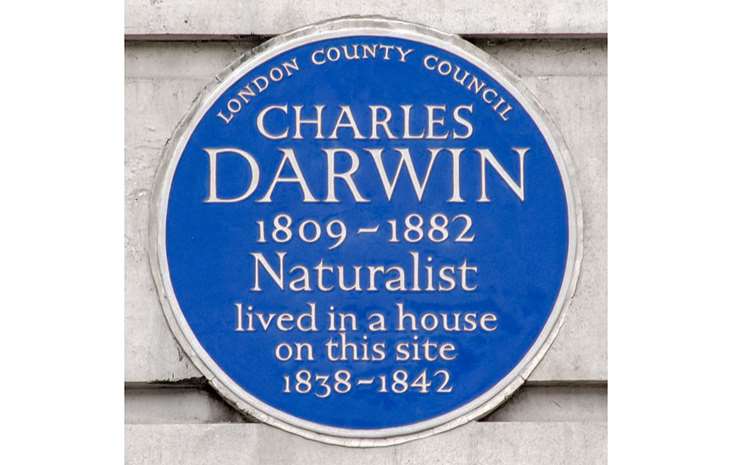 LONDON COUNTY COUNCIL
CHARLES
DARWIN
1809 – 1882
Naturalist
lived in a house
on this site
1838–1842